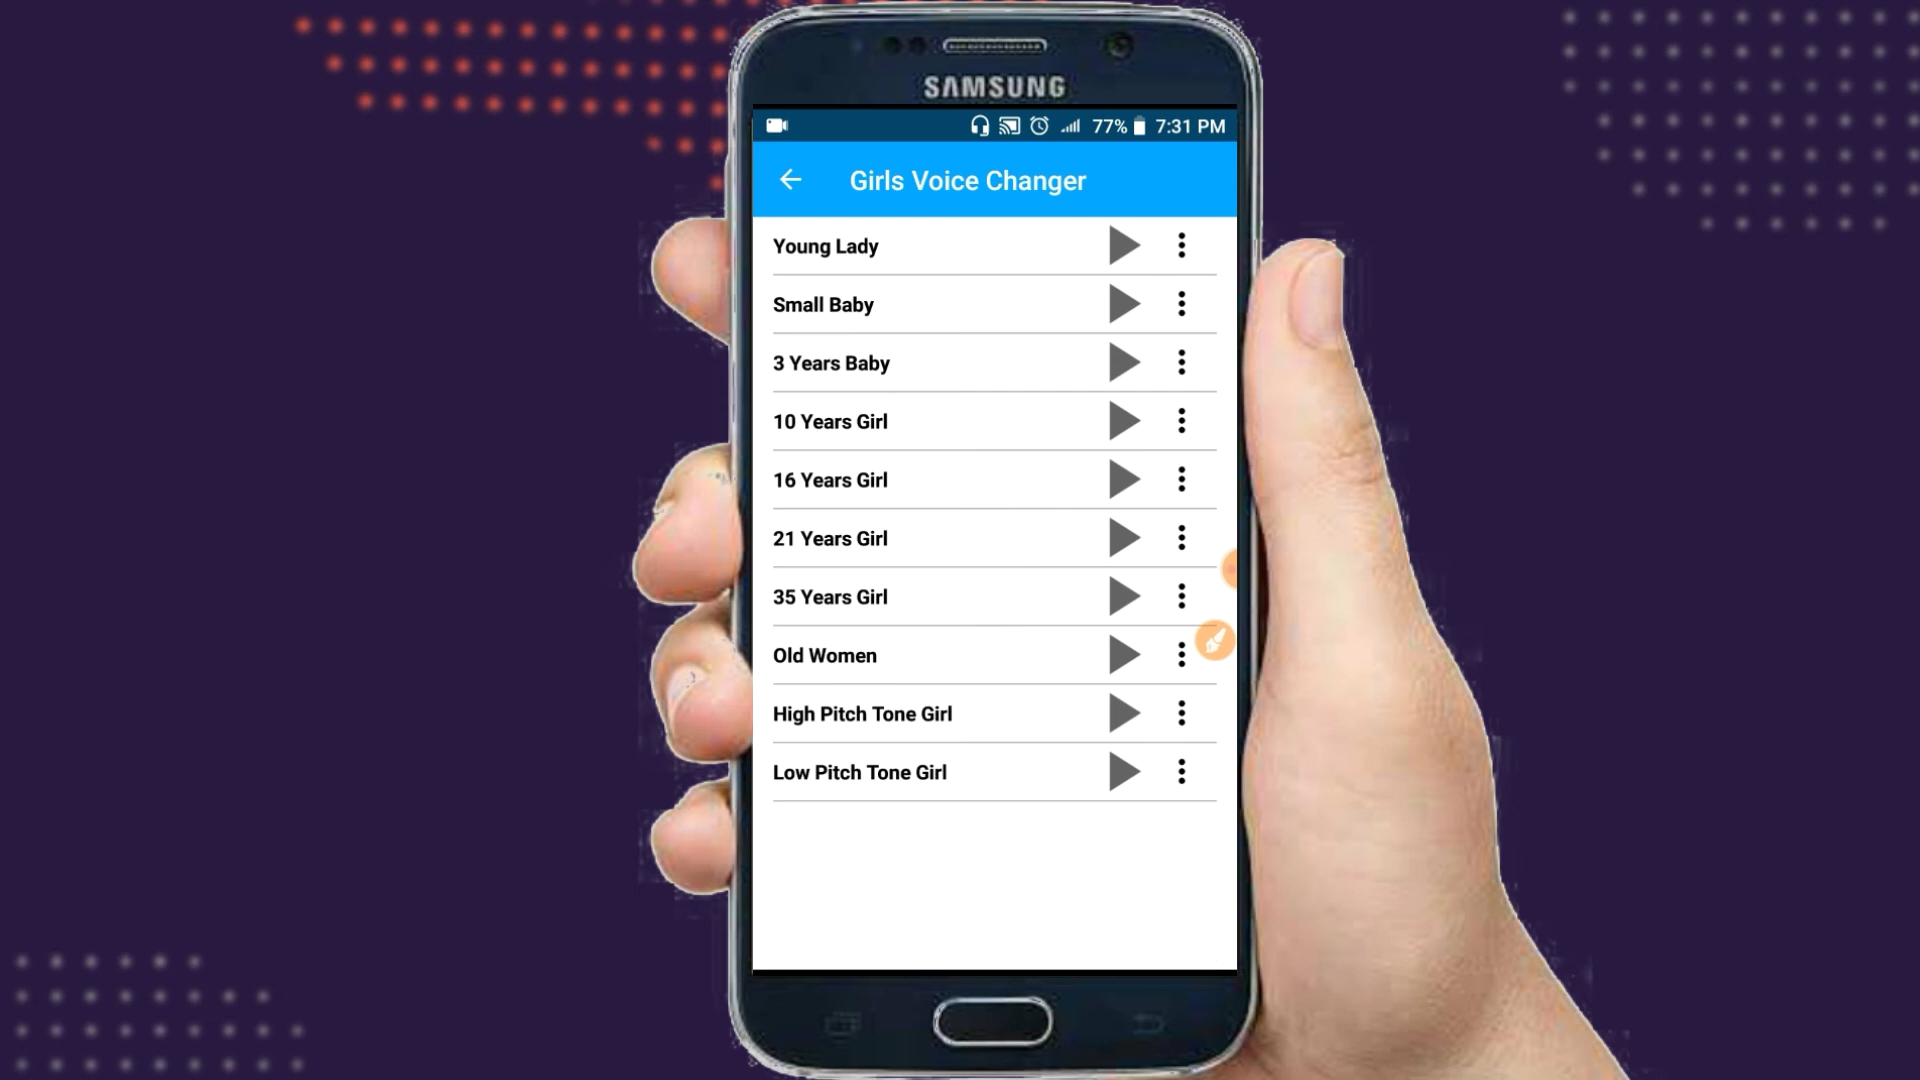 SAMSUNG
77% 7:31 PM
Girls Voice Changer
Young Lady
Small Baby
3 Years Baby
10 Years Girl
16 Years Girl
21 Years Girl
35 Years Girl
Old Women
High Pitch Tone Girl
Low Pitch Tone Girl